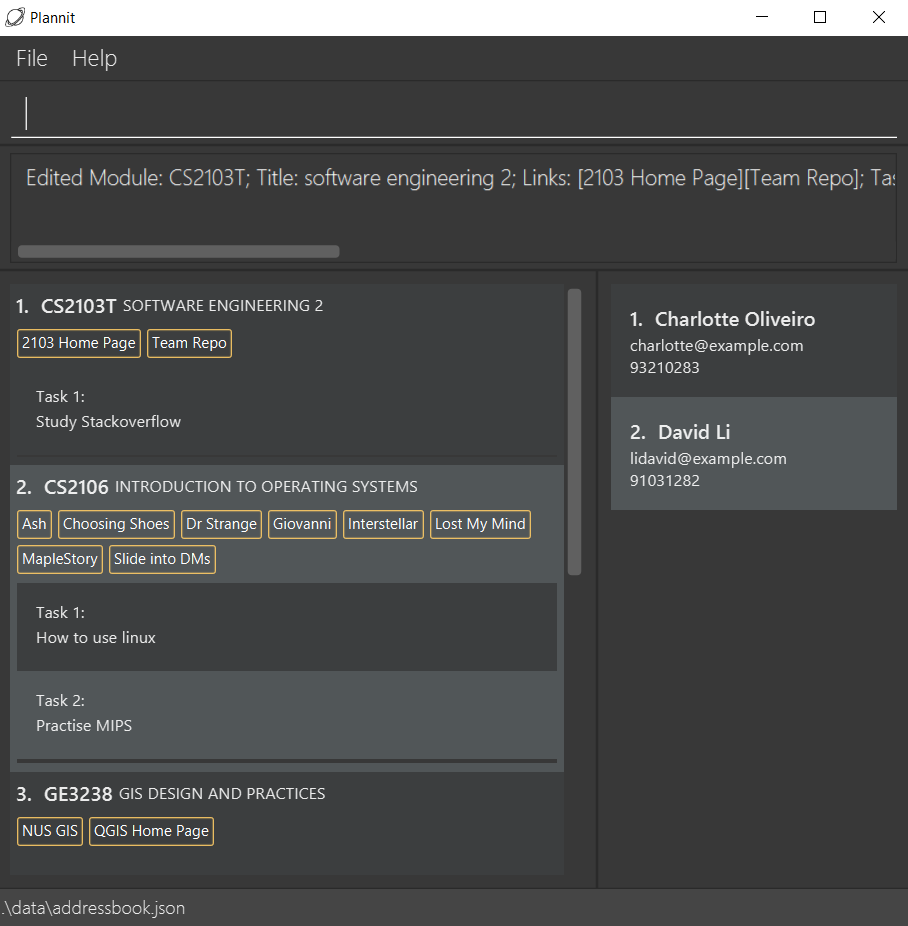 Plannit
File Help
Edited Module: CS2103T; Title: software engineering 2; Links: [2103 Home Page][Team Repo]; Tas
1. CS2103T SOFTWARE ENGINEERING 2
2103 Home Page Team Repo
Task 1:
Study Stackoverflow
2. CS2106 INTRODUCTION TO OPERATING SYSTEMS
Ash Choosing Shoes Dr Strange Giovanni Interstellar Lost My Mind
MapleStory Slide into DMs
Task 1:
How to use linux
Task 2:
Practise MIPS
3. GE3238 GIS DESIGN AND PRACTICES
NUS GIS QGIS Home Page
1. Charlotte Oliveiro
charlotte@example.com
93210283
2. David Li
lidavid@example.com
91031282
.\data\addressbook.json